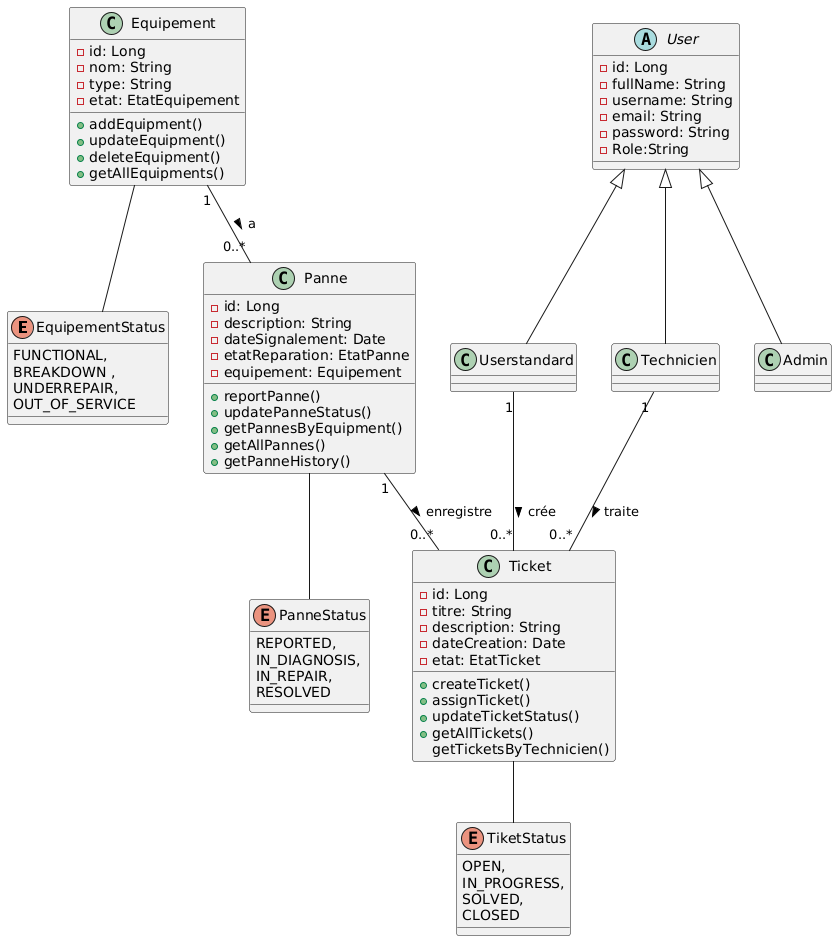 C Equipement
id: Long
nom: String
type: String
etat: EtatEquipement
addEquipment()
updateEquipment()
deleteEquipment()
getAllEquipments()
A User
id: Long
fullName: String
username: String
email: String
password: String
Role:String
1
a
0..*
E EquipementStatus
FUNCTIONAL,
BREAKDOWN ,
UNDERREPAIR,
OUT_OF_SERVICE
C Panne
id: Long
description: String
dateSignalement: Date
etatReparation: EtatPanne
equipement: Equipement
reportPanne()
updatePanneStatus()
getPannesByEquipment()
getAllPannes()
getPanneHistory()
C Userstandard
C Technicien
C Admin
1
enregistre
0..*
1
crée
0..*
1
traite
0..*
E PanneStatus
REPORTED,
IN_DIAGNOSIS,
IN_REPAIR,
RESOLVED
C Ticket
id: Long
titre: String
description: String
dateCreation: Date
etat: EtatTicket
createTicket()
assignTicket()
updateTicketStatus()
getAllTickets()
getTicketsByTechnicien()
E TiketStatus
OPEN,
IN_PROGRESS,
SOLVED,
CLOSED